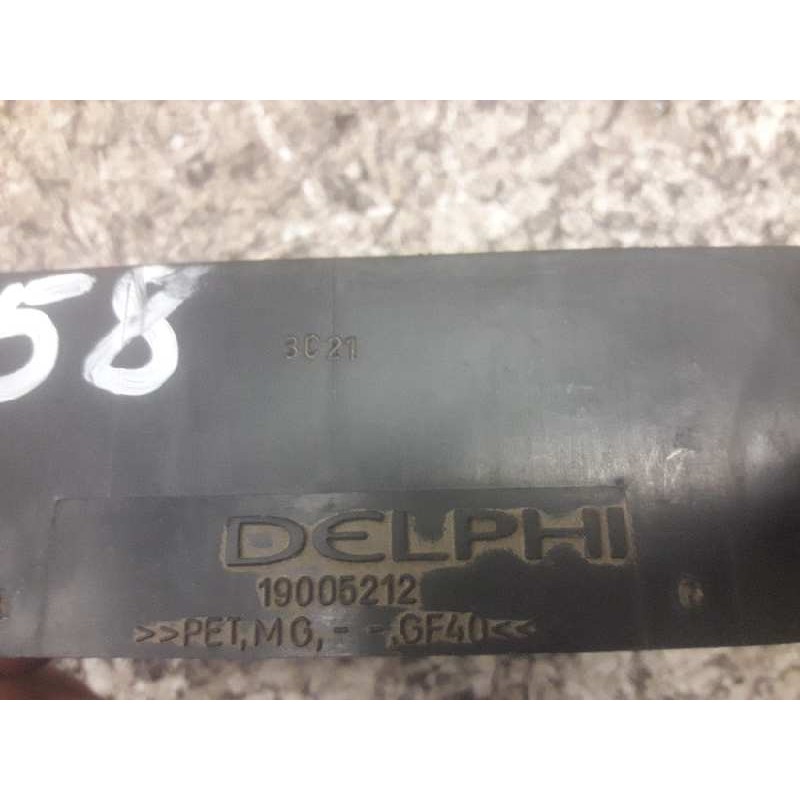 58
3C21
DELPHI
19005212
>>PET,MG,- -,GF40<<